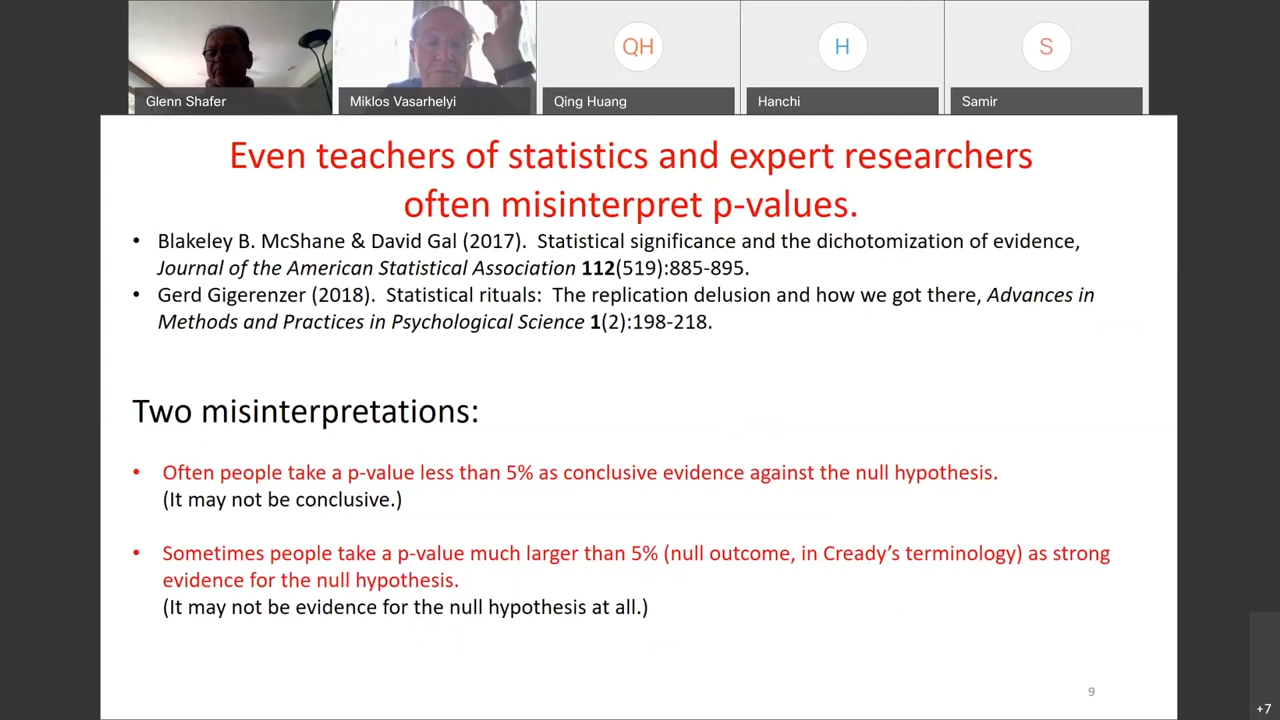 QH
H
S
Glenn Shafer
Miklos Vasarhelyi
Qing Huang
Hanchi
Samir
Even teachers of statistics and expert researchers
often misinterpret p-values.
• Blakeley B. McShane & David Gal (2017). Statistical significance and the dichotomization of evidence,
Journal of the American Statistical Association 112(519):885-895.
• Gerd Gigerenzer (2018). Statistical rituals: The replication delusion and how we got there, Advances in
Methods and Practices in Psychological Science 1(2):198-218.
Two misinterpretations:
• Often people take a p-value less than 5% as conclusive evidence against the null hypothesis.
(It may not be conclusive.)
• Sometimes people take a p-value much larger than 5% (null outcome, in Cready’s terminology) as strong
evidence for the null hypothesis.
(It may not be evidence for the null hypothesis at all.)
9
+7